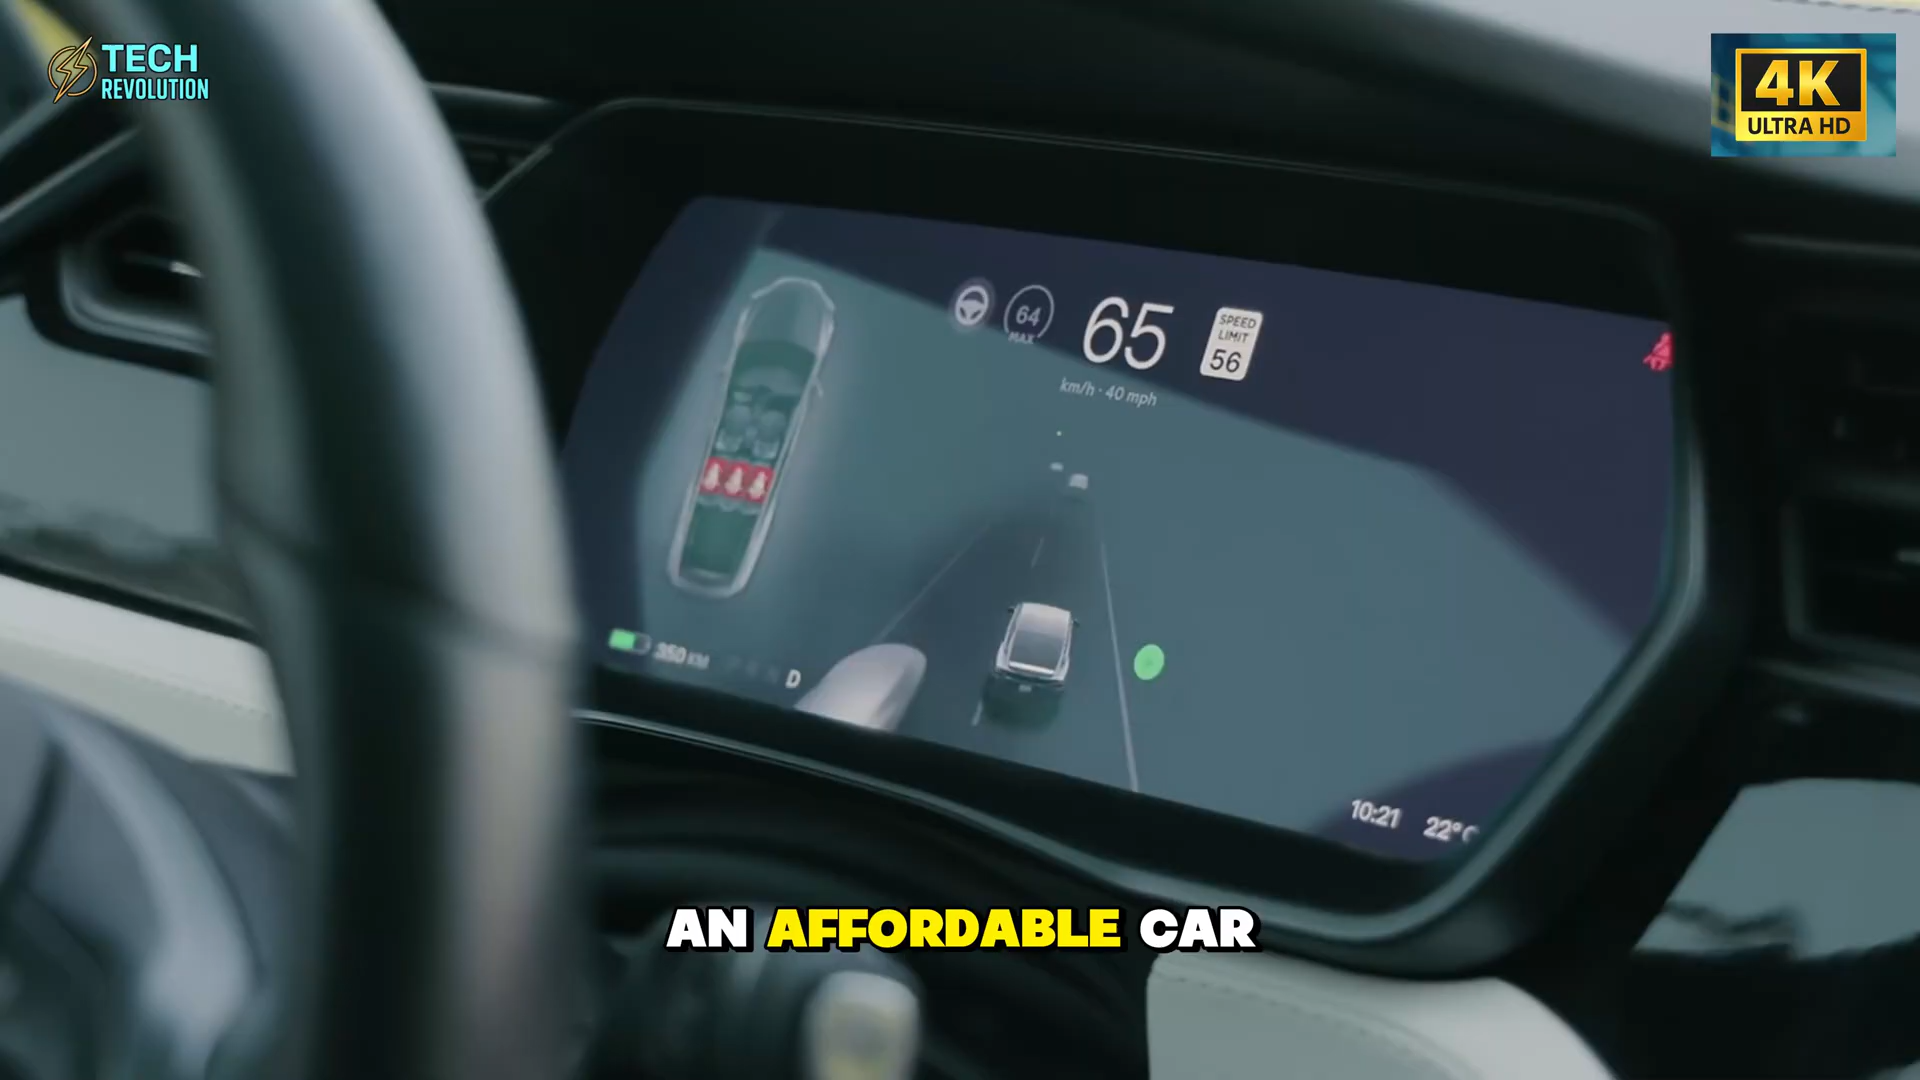 TECH
REVOLUTION
4K
ULTRA HD
64
MAX
65
SPEED
LIMIT
56
km/h · 40 mph
350 KM
D
10:21 22°C
AN AFFORDABLE CAR